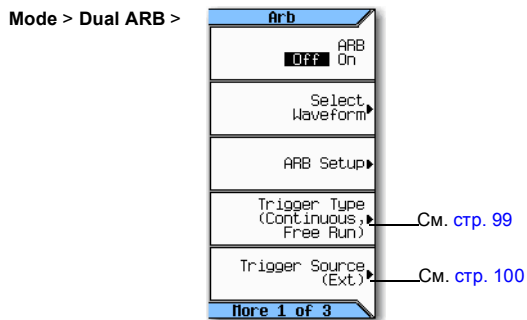 Mode > Dual ARB >
Arb
ARB
Off On
Select
Waveform
ARB Setup
Trigger Type
(Continuous,
Free Run)
См. стр. 99
Trigger Source
(Ext)
См. стр. 100
More 1 of 3